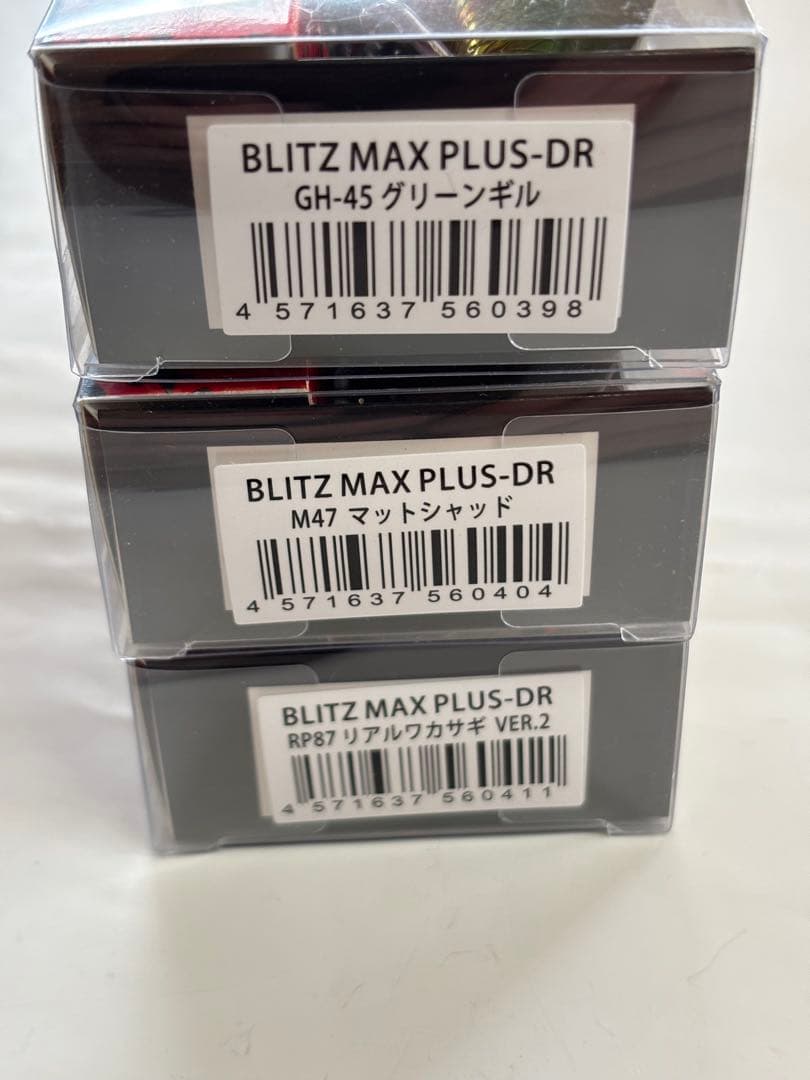 BLITZ MAX PLUS-DR
GH-45 グリーンギル
4 571637 560398
BLITZ MAX PLUS-DR
M47 マットシャッド
4 571637 560404
BLITZ MAX PLUS-DR
RP87 リアルワカサギ VER.2
4 571637 560411